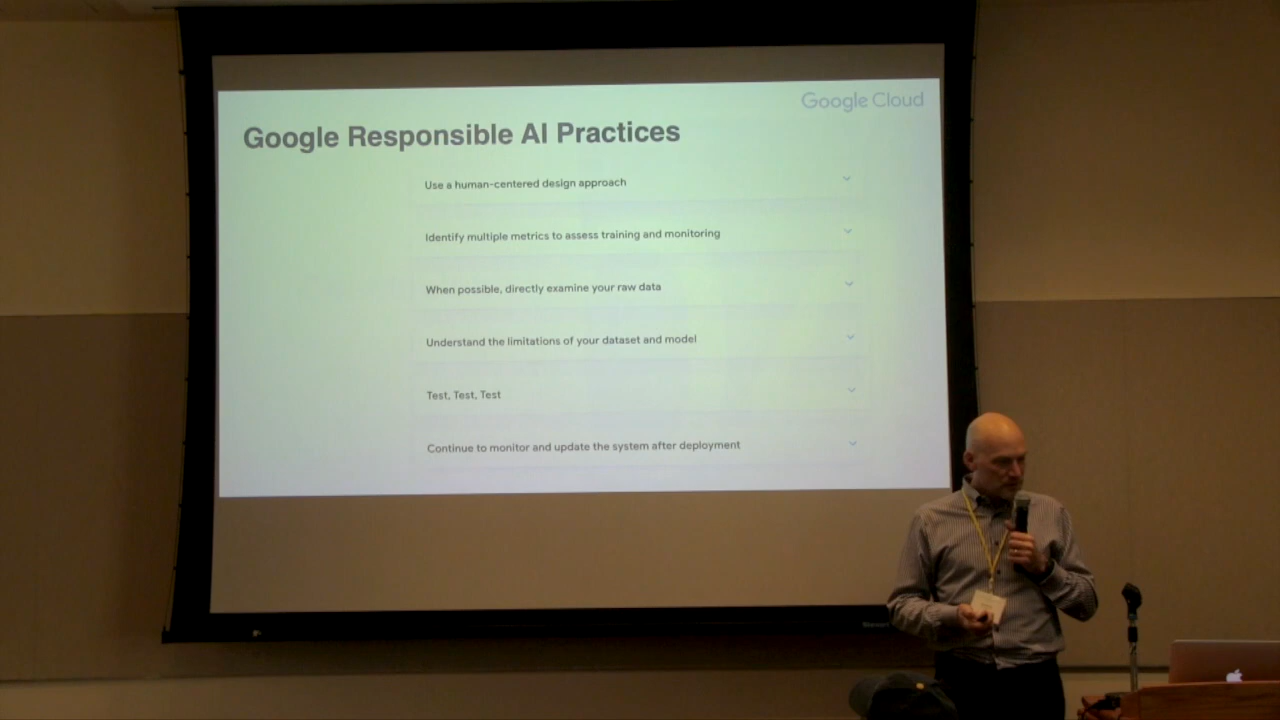 Google Cloud
Google Responsible AI Practices
Use a human-centered design approach
Identify multiple metrics to assess training and monitoring
When possible, directly examine your raw data
Understand the limitations of your dataset and model
Test, Test, Test
Continue to monitor and update the system after deployment